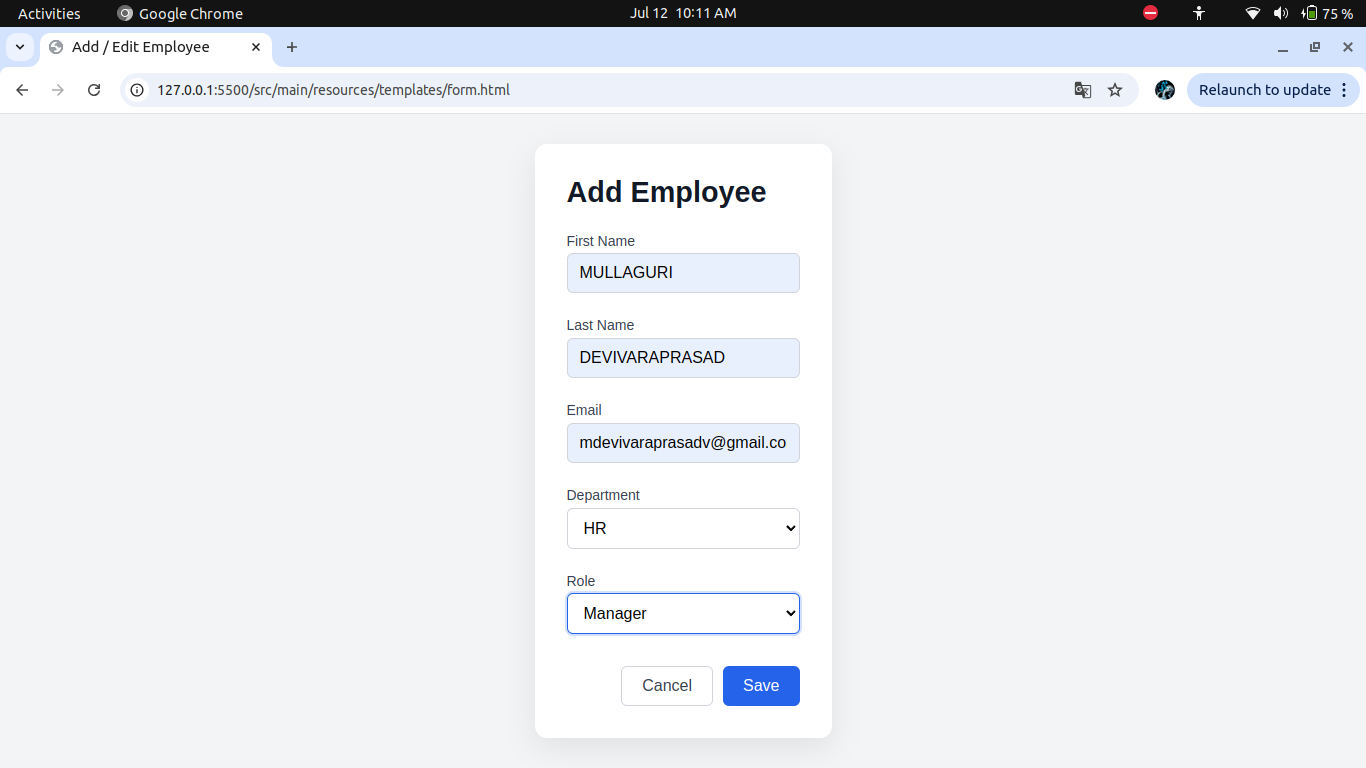 Activities Google Chrome Jul 12 10:11 AM 75 %
Add / Edit Employee
127.0.0.1:5500/src/main/resources/templates/form.html Relaunch to update
Add Employee
First Name
MULLAGURI
Last Name
DEVIVARAPRASAD
Email
mdevivaraprasadv@gmail.co
Department
HR
Role
Manager
Cancel Save